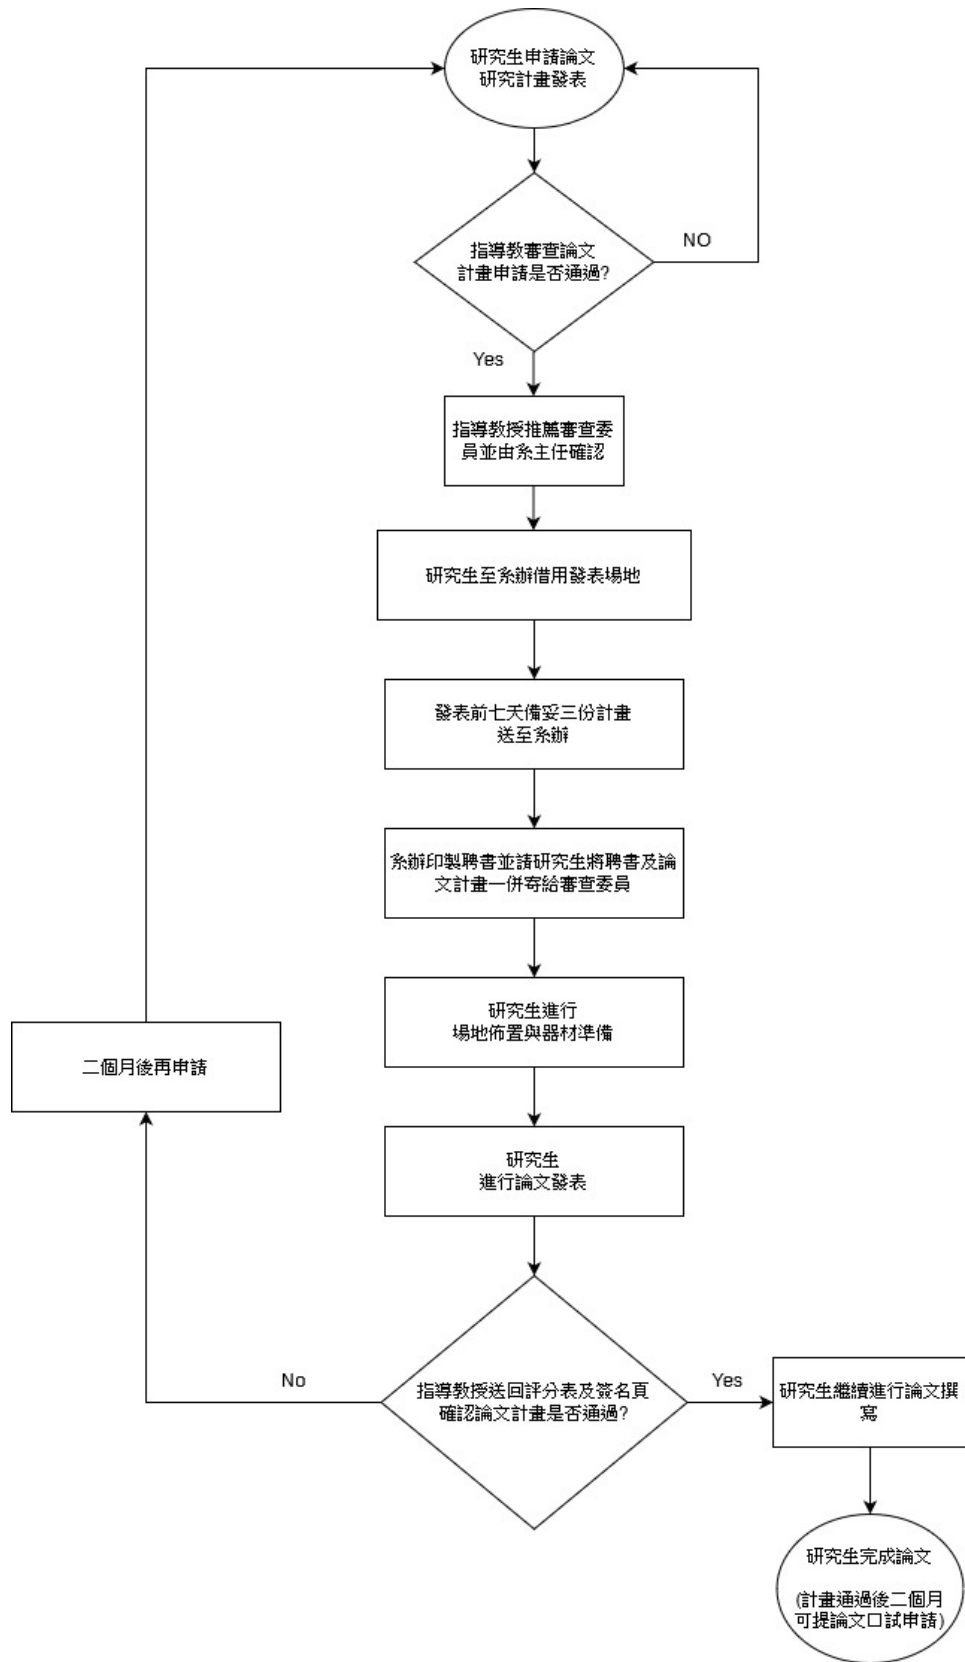 研究生申請論文
研究計畫發表
指導教審查論文
計畫申請是否通過?
NO
Yes
指導教授推薦審查委
員並由系主任確認
研究生至系辦借用發表場地
發表前七天備妥三份計畫
送至系辦
系辦印製聘書並請研究生將聘書及論
文計畫一併寄給審查委員
研究生進行
場地佈置與器材準備
二個月後再申請
研究生
進行論文發表
No
指導教授送回評分表及簽名頁
確認論文計畫是否通過?
Yes
研究生繼續進行論文撰
寫
研究生完成論文
(計畫通過後二個月
可提論文口試申請)